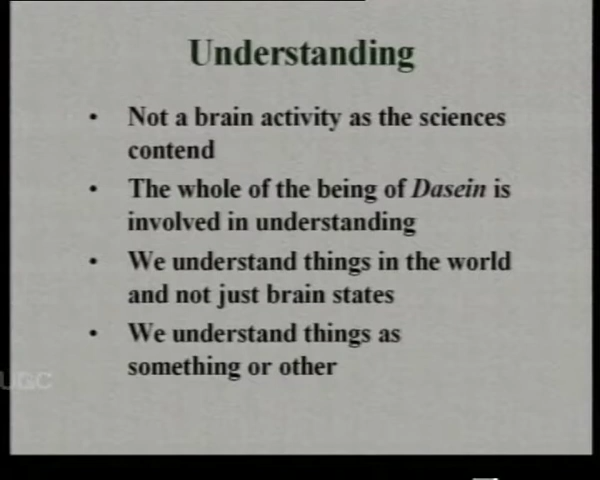 Understanding
• Not a brain activity as the sciences
contend
• The whole of the being of Dasein is
involved in understanding
• We understand things in the world
and not just brain states
• We understand things as
something or other
UGC